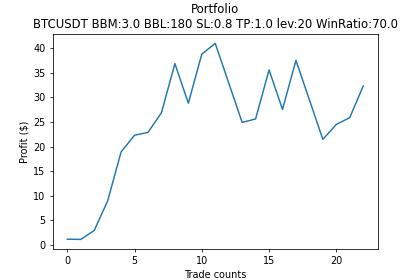 Portfolio
BTCUSDT BBM:3.0 BBL:180 SL:0.8 TP:1.0 lev:20 WinRatio:70.0
40
35
30
25
20
15
10
5
0
Profit ($)
0 5 10 15 20
Trade counts